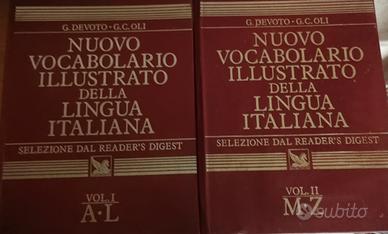 G. DEVOTO - G.C. OLI
NUOVO
VOCABOLARIO
ILLUSTRATO
DELLA
LINGUA
ITALIANA
SELEZIONE DAL READER'S DIGEST
VOL. I
A·L
G. DEVOTO - G.C. OLI
NUOVO
VOCABOLARIO
ILLUSTRATO
DELLA
LINGUA
ITALIANA
SELEZIONE DAL READER'S DIGEST
VOL. II
M·Z
subito